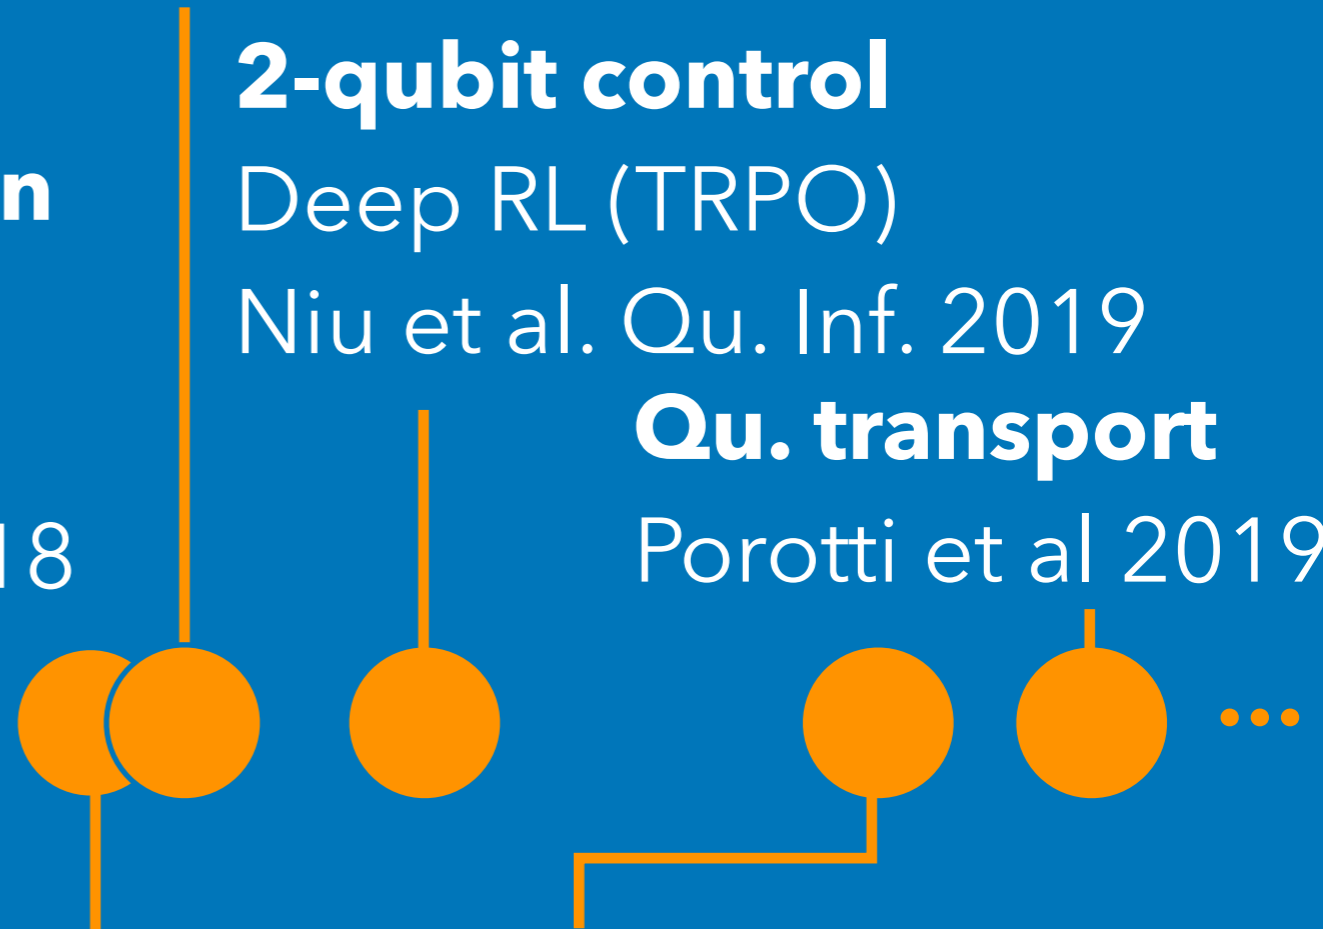 2-qubit control
n
Deep RL (TRPO)
Niu et al. Qu. Inf. 2019
Qu. transport
18
Porotti et al 2019
...